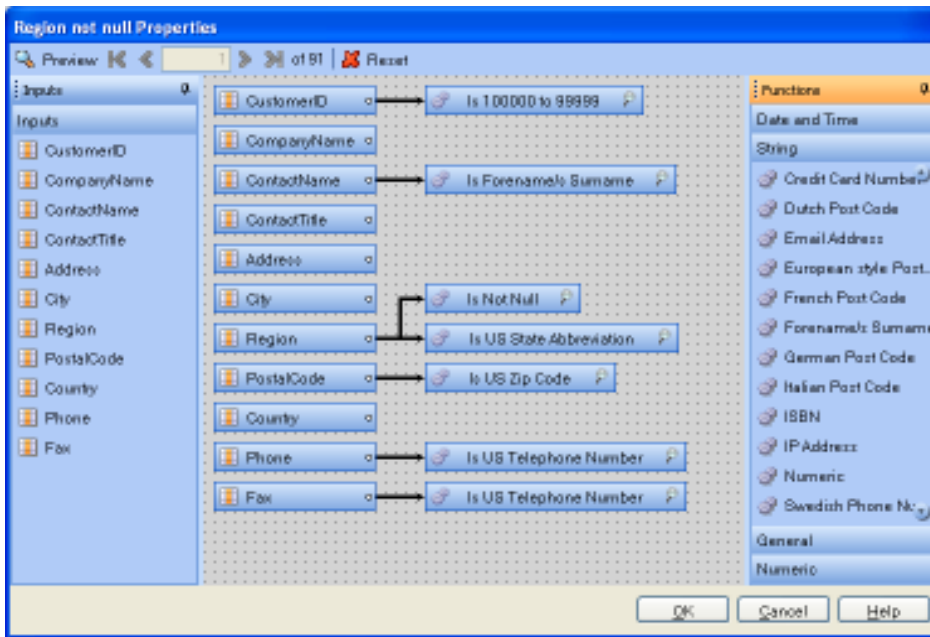 Region not null Properties
Preview 1 of 91 Reset
Inputs
Inputs
CustomerID
CompanyName
ContactName
ContactTitle
Address
City
Region
PostalCode
Country
Phone
Fax
CustomerID Is 100000 to 99999
CompanyName
ContactName Is Forename/s Surname
ContactTitle
Address
City Is Not Null
Region Is US State Abbreviation
PostalCode Is US Zip Code
Country
Phone Is US Telephone Number
Fax Is US Telephone Number
Functions
Date and Time
String
Credit Card Number
Dutch Post Code
Email Address
European style Post...
French Post Code
Forename/s Surname
German Post Code
Italian Post Code
ISBN
IP Address
Numeric
Swedish Phone Nu
General
Numeric
OK Cancel Help